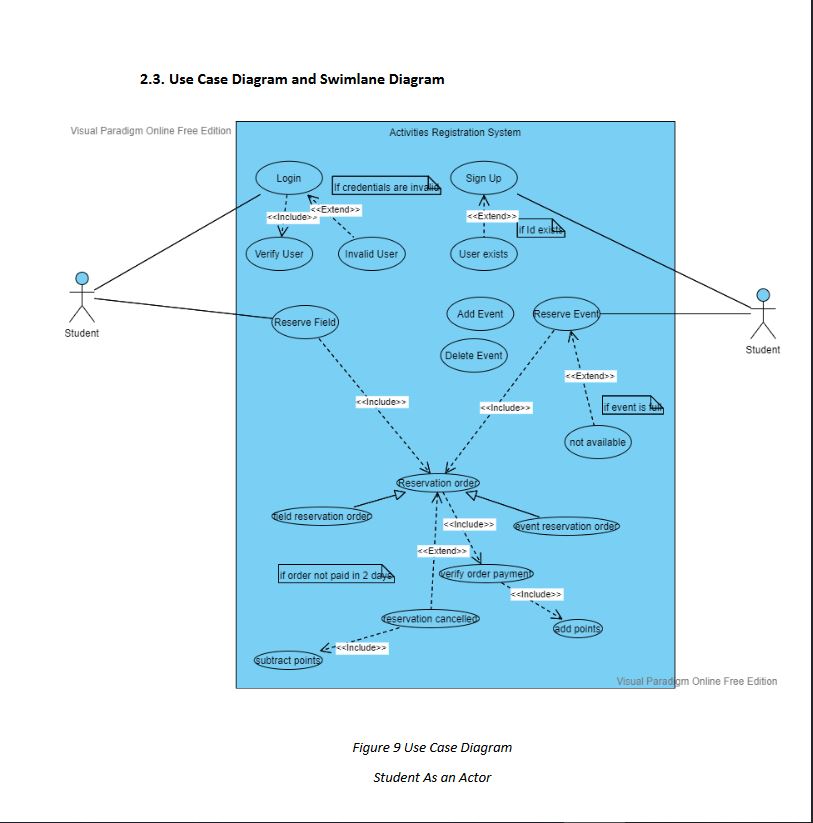 2.3. Use Case Diagram and Swimlane Diagram
Visual Paradigm Online Free Edition
Activities Registration System
Login
If credentials are invalid
Sign Up
<<Include>>
<<Extend>>
<<Extend>>
if Id exists
Verify User
Invalid User
User exists
Student
Reserve Field
Add Event
Reserve Event
Student
Delete Event
<<Extend>>
<<Include>>
<<Include>>
if event is full
not available
Reservation order
field reservation order
<<Include>>
event reservation order
<<Extend>>
if order not paid in 2 days
verify order payment
<<Include>>
reservation cancelled
add points
<<Include>>
subtract points
Visual Paradigm Online Free Edition
Figure 9 Use Case Diagram
Student As an Actor